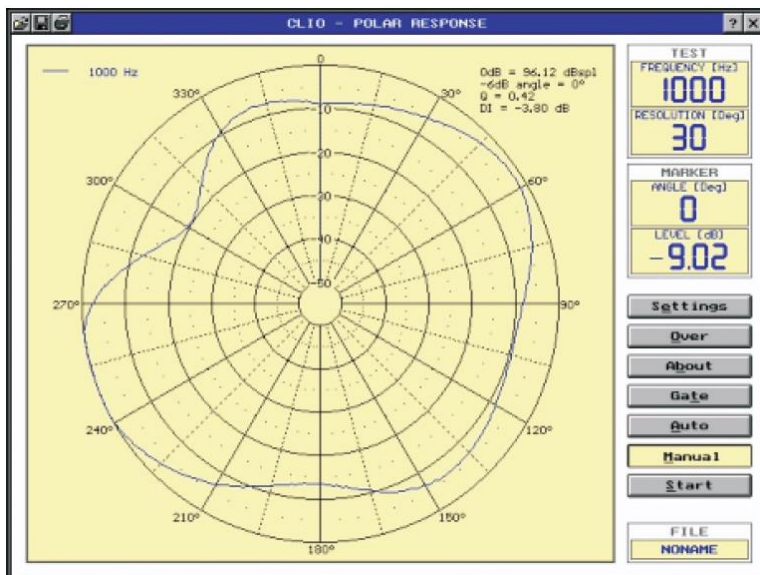 CLIO - POLAR RESPONSE
? ×
1000 Hz
0dB = 96.12 dBspl
-6dB angle = 0°
Q = 0.42
DI = -3.80 dB
0
30°
60°
90°
120°
150°
180°
210°
240°
270°
300°
330°
-10
-20
-30
-40
-50
TEST
FREQUENCY [Hz]
1000
RESOLUTION [Deg]
30
MARKER
ANGLE [Deg]
0
LEVEL [dB]
-9.02
Settings
Over
About
Gate
Auto
Manual
Start
FILE
NONAME